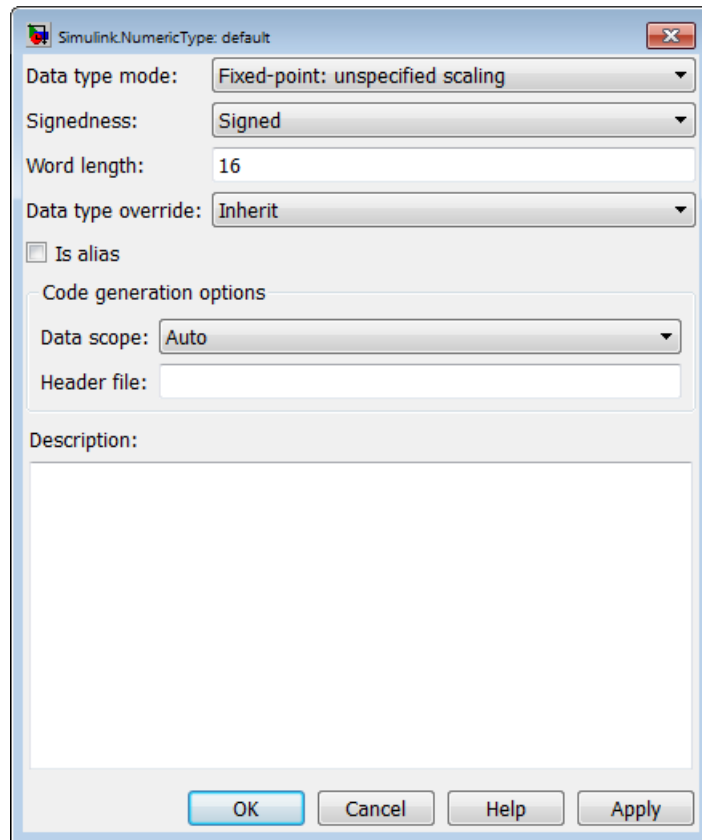 Simulink.NumericType: default
Data type mode: Fixed-point: unspecified scaling
Signedness: Signed
Word length: 16
Data type override: Inherit
Is alias
Code generation options
Data scope: Auto
Header file:
Description:
OK Cancel Help Apply